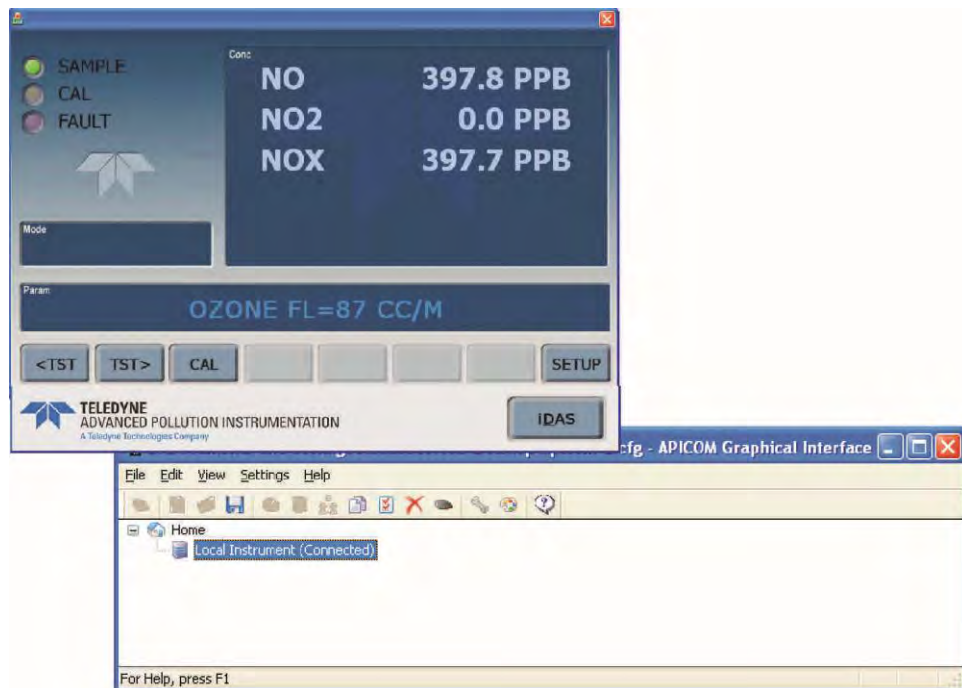 SAMPLE
CAL
FAULT
Conc
NO 397.8 PPB
NO2 0.0 PPB
NOX 397.7 PPB
Mode
Param
OZONE FL=87 CC/M
<TST TST> CAL SETUP
TELEDYNE
ADVANCED POLLUTION INSTRUMENTATION
A Teledyne Technologies Company
iDAS
cfg - APICOM Graphical Interface
File Edit View Settings Help
Home
Local Instrument (Connected)
For Help, press F1